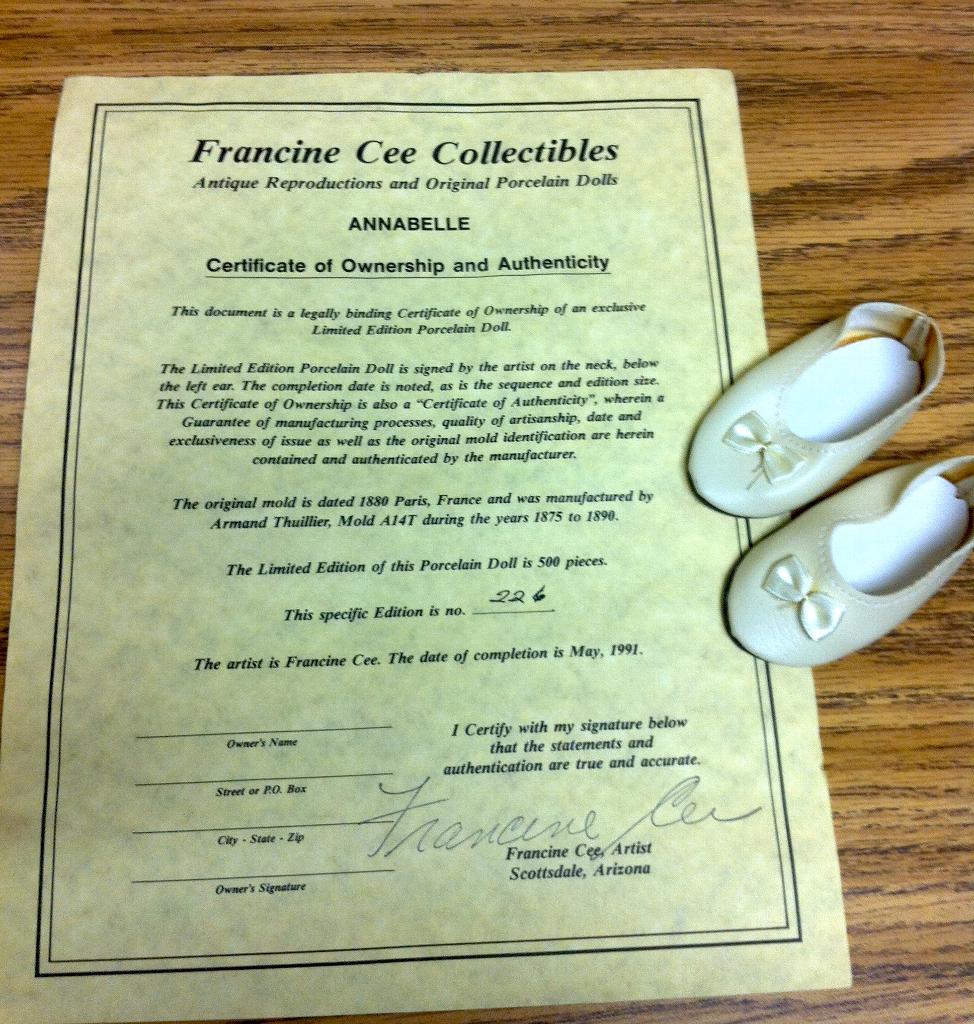 Francine Cee Collectibles
Antique Reproductions and Original Porcelain Dolls
ANNABELLE
Certificate of Ownership and Authenticity
This document is a legally binding Certificate of Ownership of an exclusive
Limited Edition Porcelain Doll.
The Limited Edition Porcelain Doll is signed by the artist on the neck, below
the left ear. The completion date is noted, as is the sequence and edition size.
This Certificate of Ownership is also a “Certificate of Authenticity”, wherein a
Guarantee of manufacturing processes, quality of artisanship, date and
exclusiveness of issue as well as the original mold identification are herein
contained and authenticated by the manufacturer.
The original mold is dated 1880 Paris, France and was manufactured by
Armand Thuillier, Mold A14T during the years 1875 to 1890.
The Limited Edition of this Porcelain Doll is 500 pieces.
This specific Edition is no. 226
The artist is Francine Cee. The date of completion is May, 1991.
Owner's Name
Street or P.O. Box
City - State - Zip
Owner's Signature
I Certify with my signature below
that the statements and
authentication are true and accurate.
Francine Cee
Francine Cee, Artist
Scottsdale, Arizona